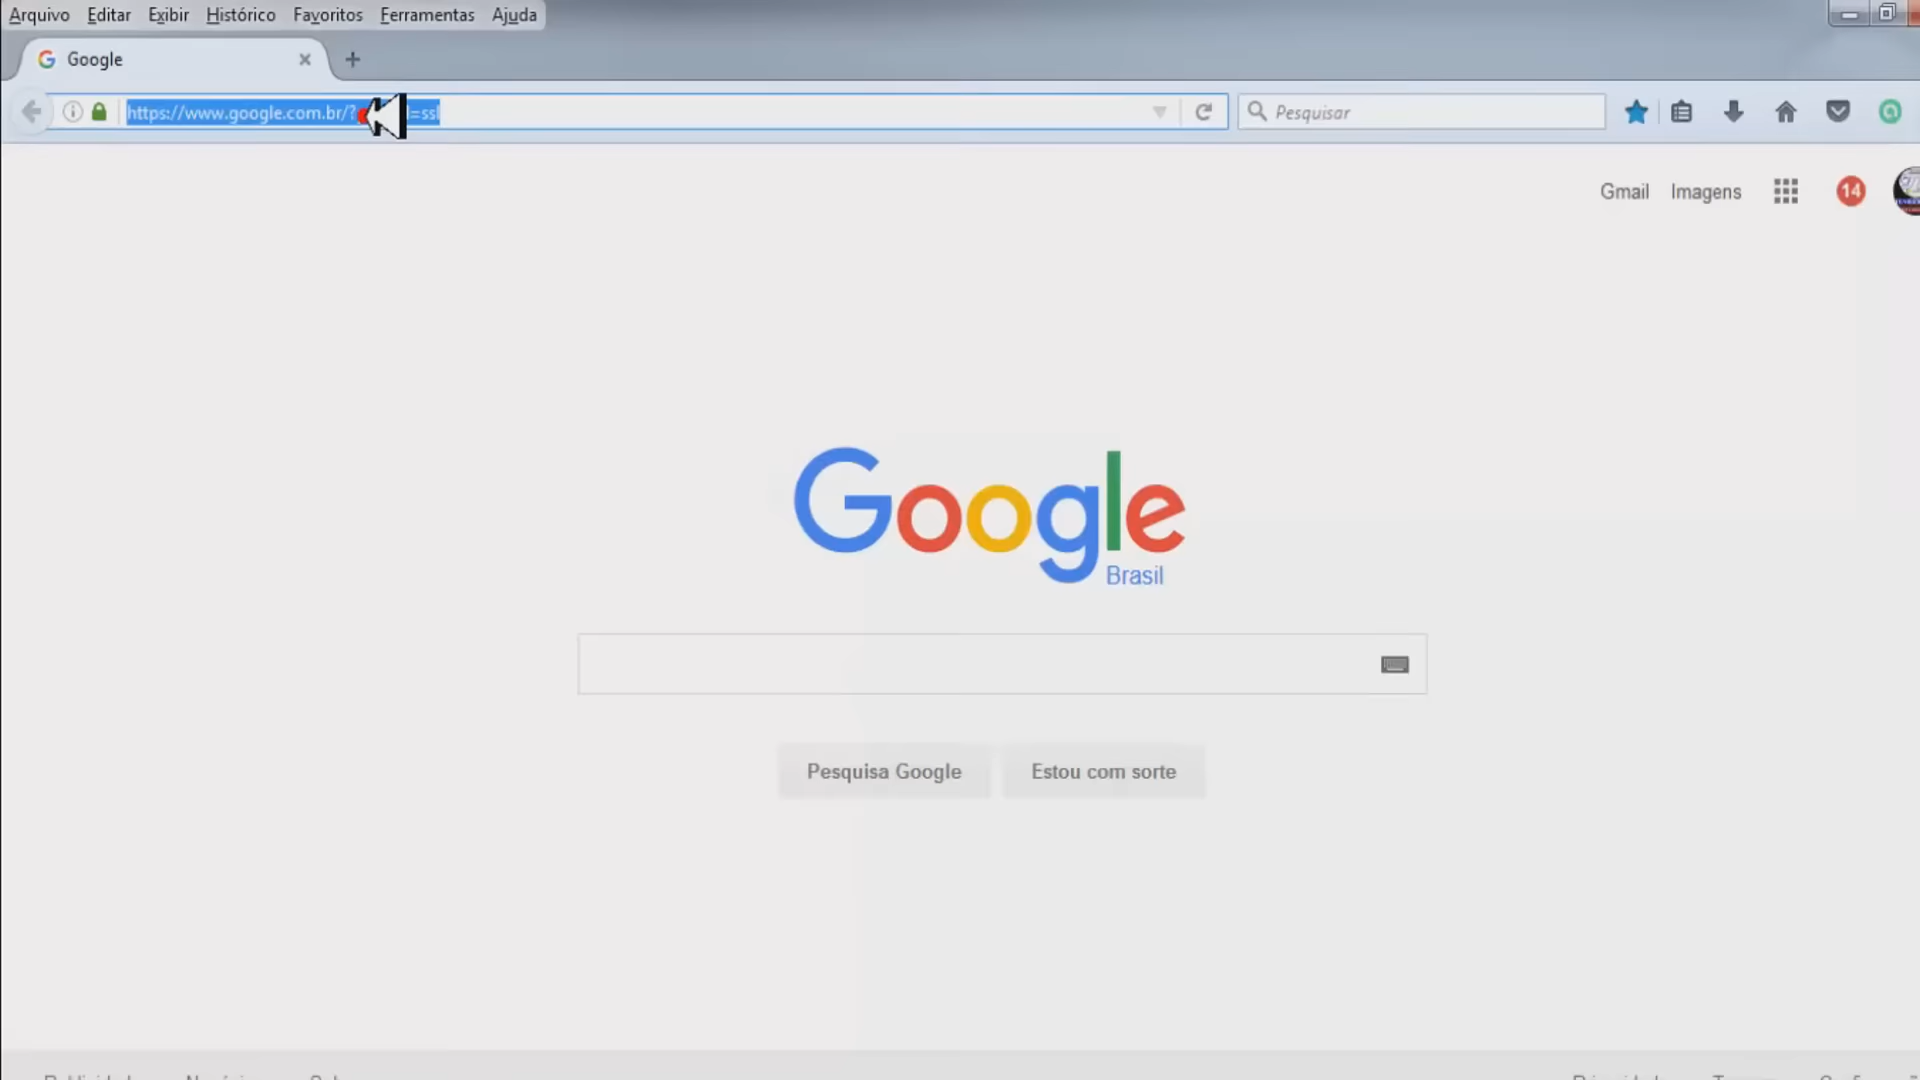 Arquivo Editar Exibir Histórico Favoritos Ferramentas Ajuda
Google
https://www.google.com.br/? =ssl
Pesquisar
Gmail Imagens 14
Google
Brasil
Pesquisa Google Estou com sorte